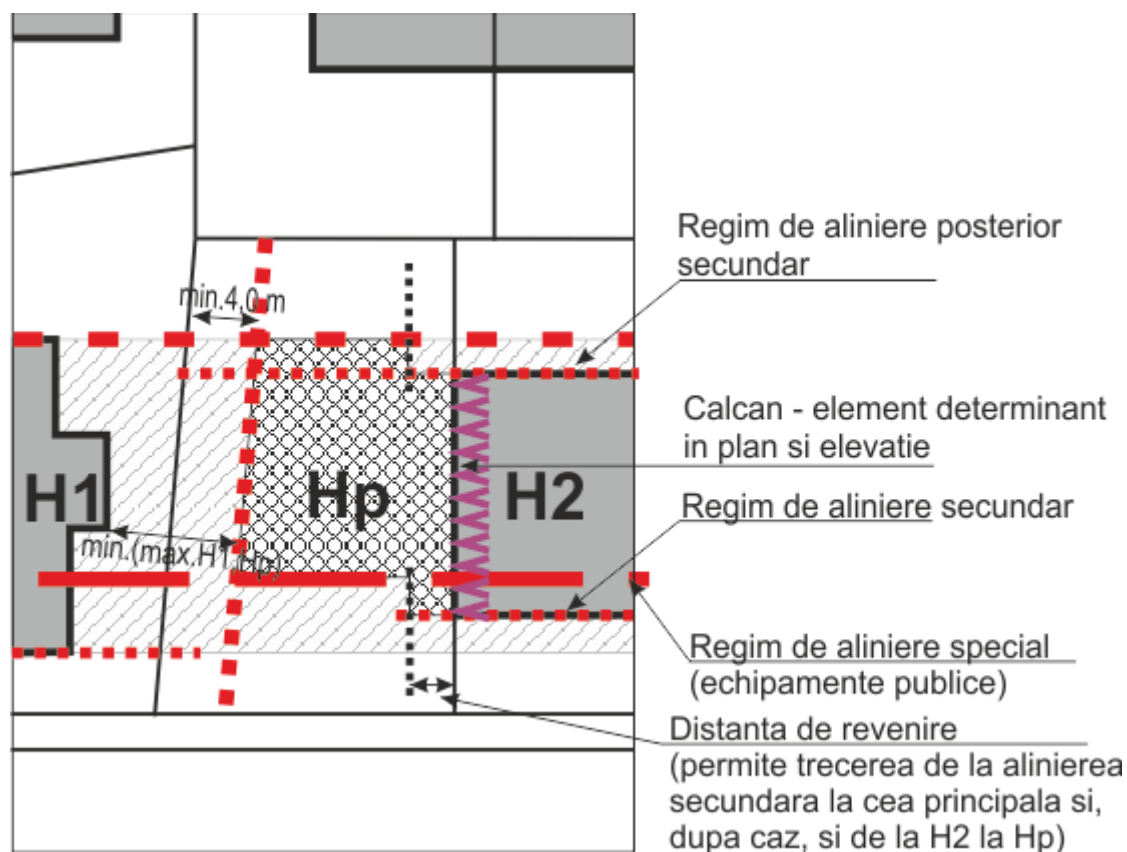 Regim de aliniere posterior
secundar
min.4,0 m
Calcan - element determinant
in plan si elevatie
H1
Hp
H2
Regim de aliniere secundar
min.(max.H1,Hp)
Regim de aliniere special
(echipamente publice)
Distanta de revenire
(permite trecerea de la alinierea
secundara la cea principala si,
dupa caz, si de la H2 la Hp)